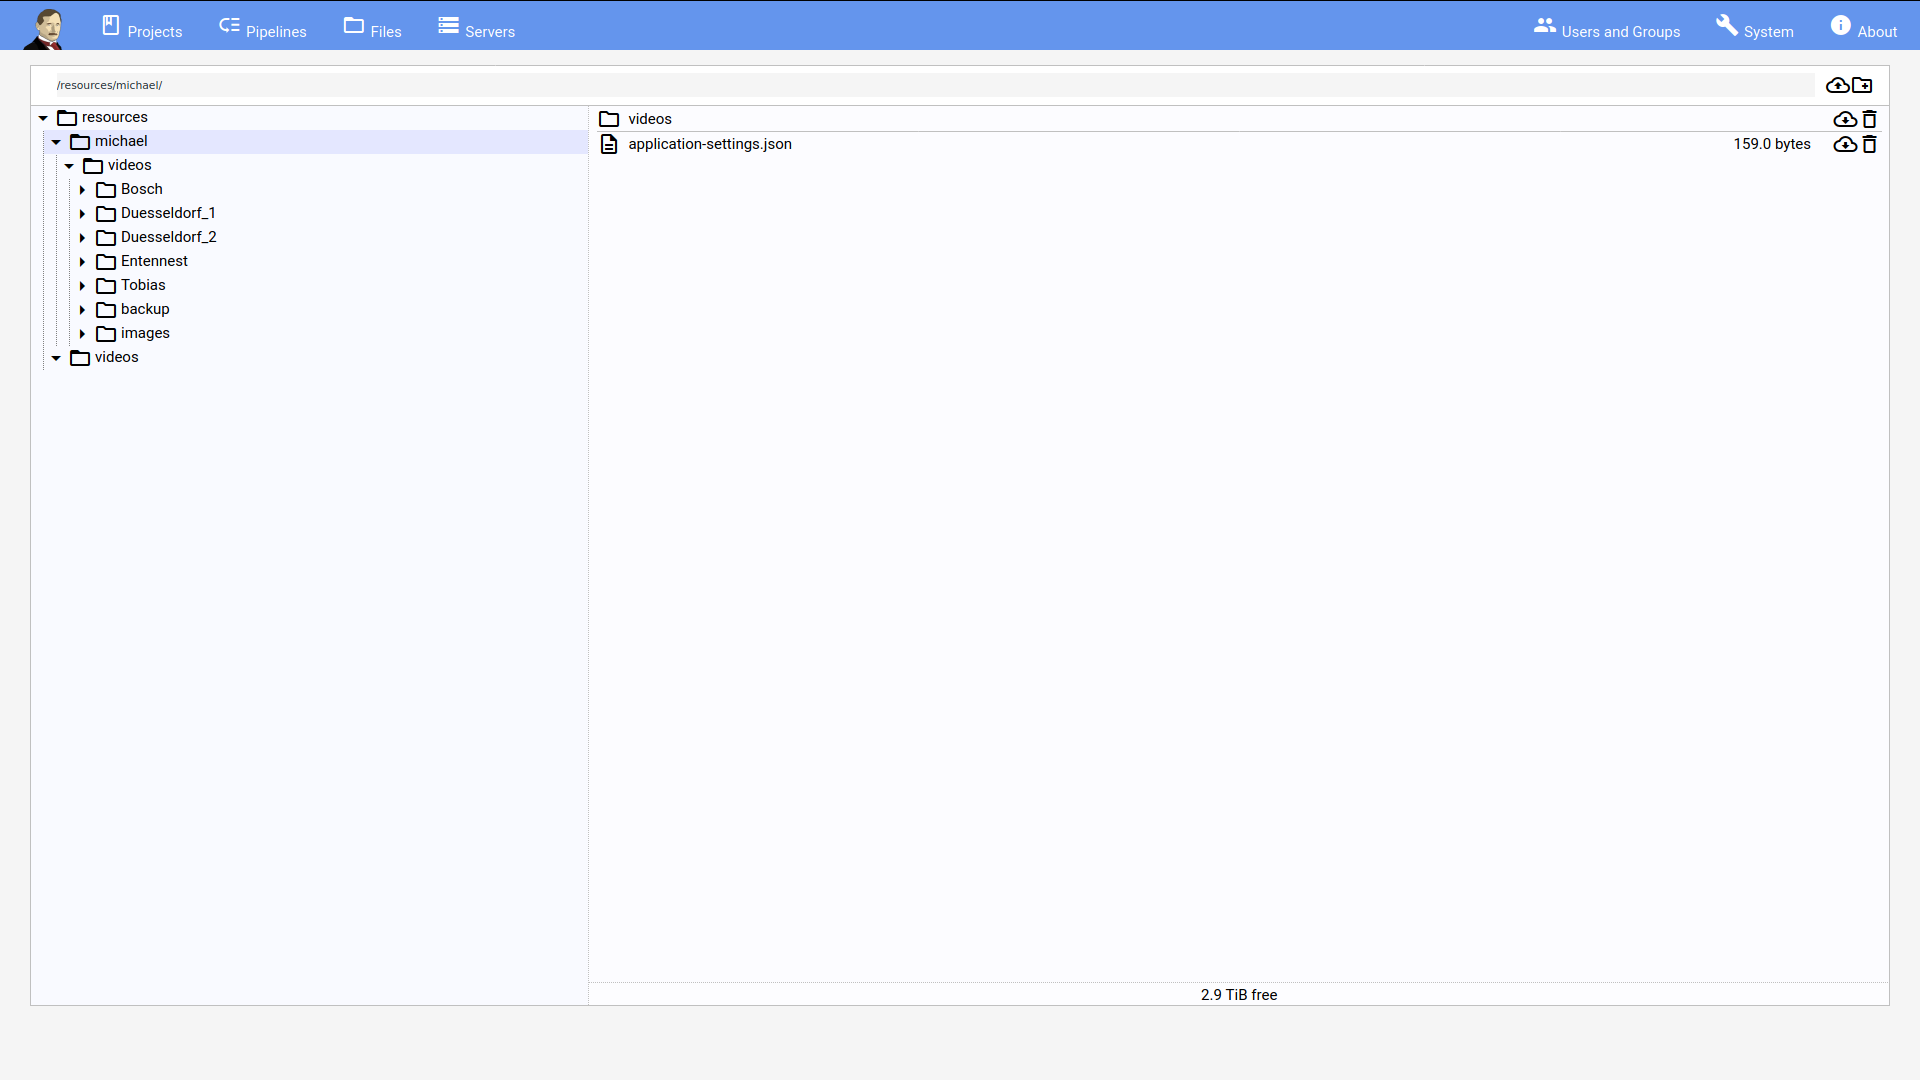 Projects Pipelines Files Servers Users and Groups System About
/resources/michael/
resources
michael
videos
Bosch
Duesseldorf_1
Duesseldorf_2
Entennest
Tobias
backup
images
videos
videos
application-settings.json 159.0 bytes
2.9 TiB free